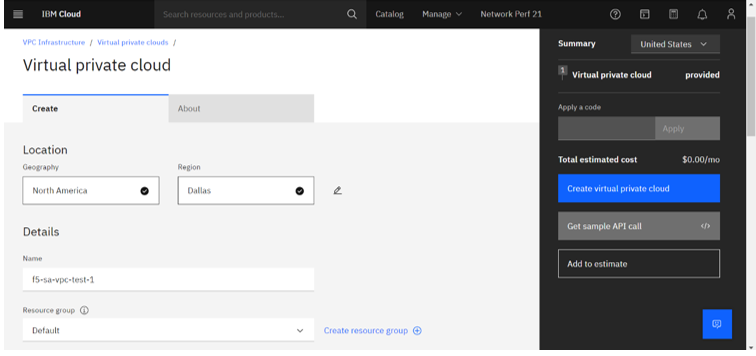 IBM Cloud
Search resources and products...
Catalog
Manage
Network Perf 21
VPC Infrastructure / Virtual private clouds /
Virtual private cloud
Create
About
Location
Geography
Region
North America
Dallas
Details
Name
f5-sa-vpc-test-1
Resource group
Default
Create resource group
Summary
United States
1
Virtual private cloud
provided
Apply a code
Apply
Total estimated cost
$0.00/mo
Create virtual private cloud
Get sample API call
</>
Add to estimate